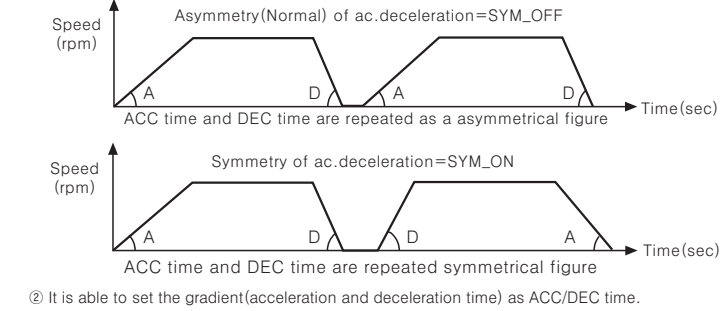 Asymmetry(Normal) of ac.deceleration=SYM_OFF
Speed
(rpm)
A
D
A
D
Time(sec)
ACC time and DEC time are repeated as a asymmetrical figure
Symmetry of ac.deceleration=SYM_ON
Speed
(rpm)
A
D
D
A
Time(sec)
ACC time and DEC time are repeated symmetrical figure
② It is able to set the gradient(acceleration and deceleration time) as ACC/DEC time.